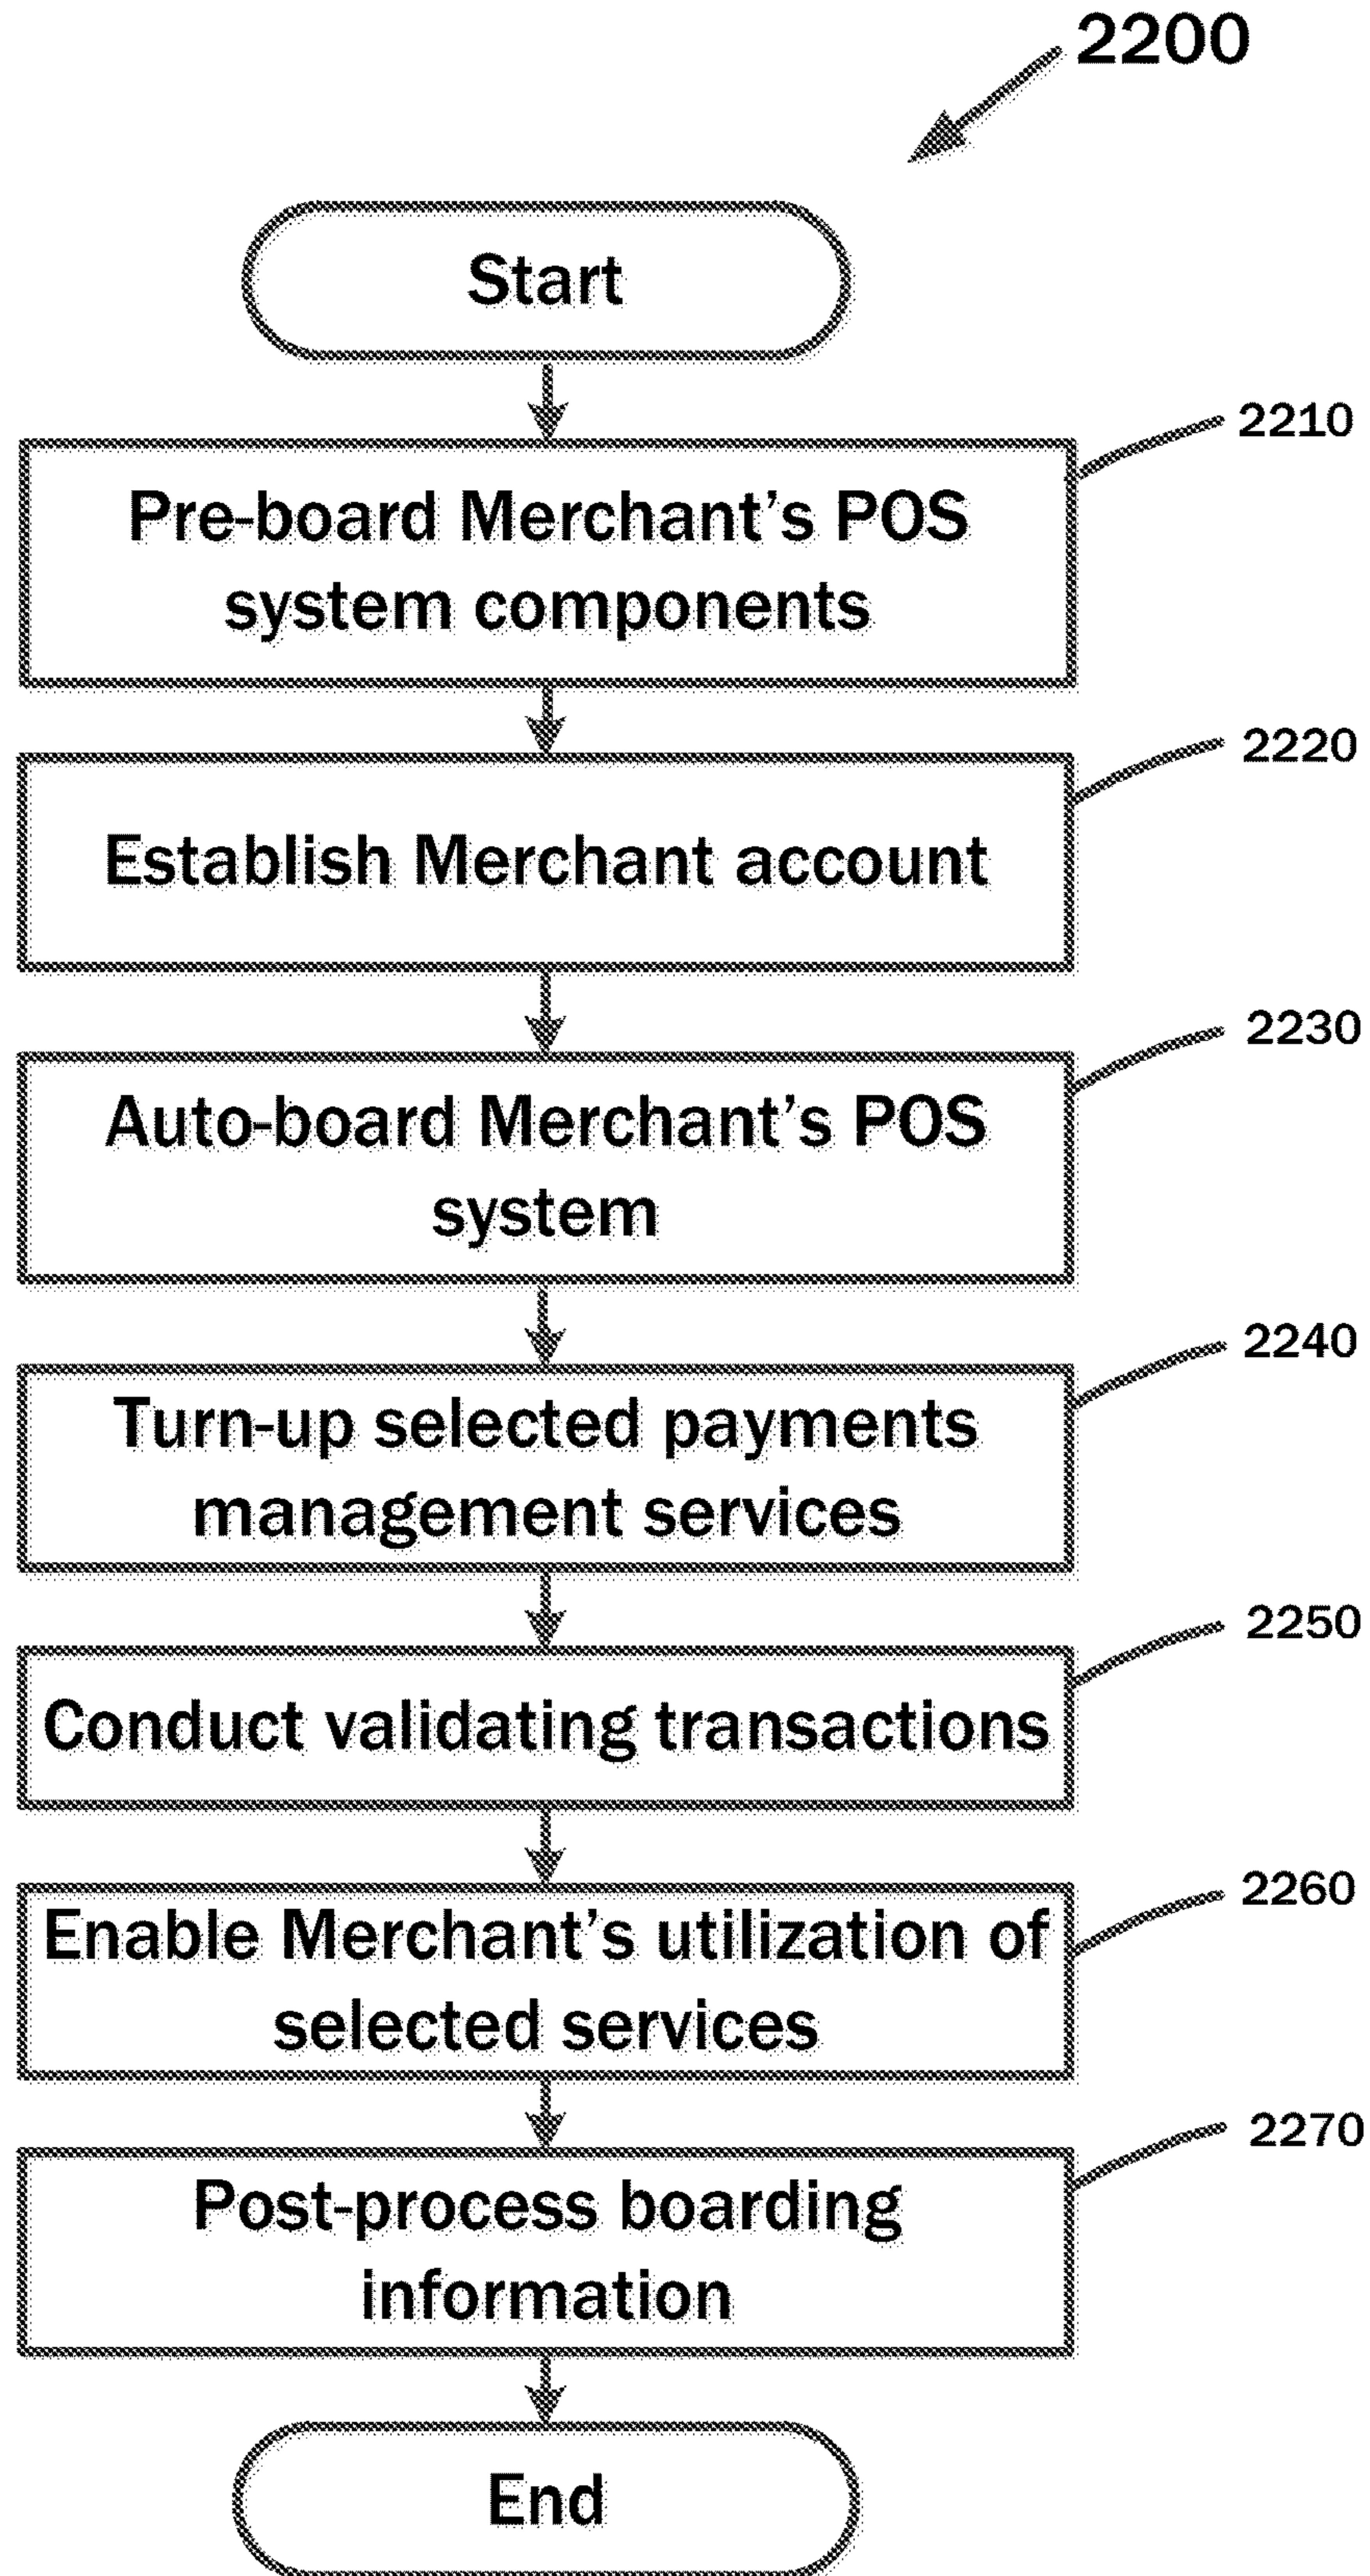 2200
Start
2210
Pre-board Merchant's POS
system components
2220
Establish Merchant account
2230
Auto-board Merchant's POS
system
2240
Turn-up selected payments
management services
2250
Conduct validating transactions
2260
Enable Merchant's utilization of
selected services
2270
Post-process boarding
information
End